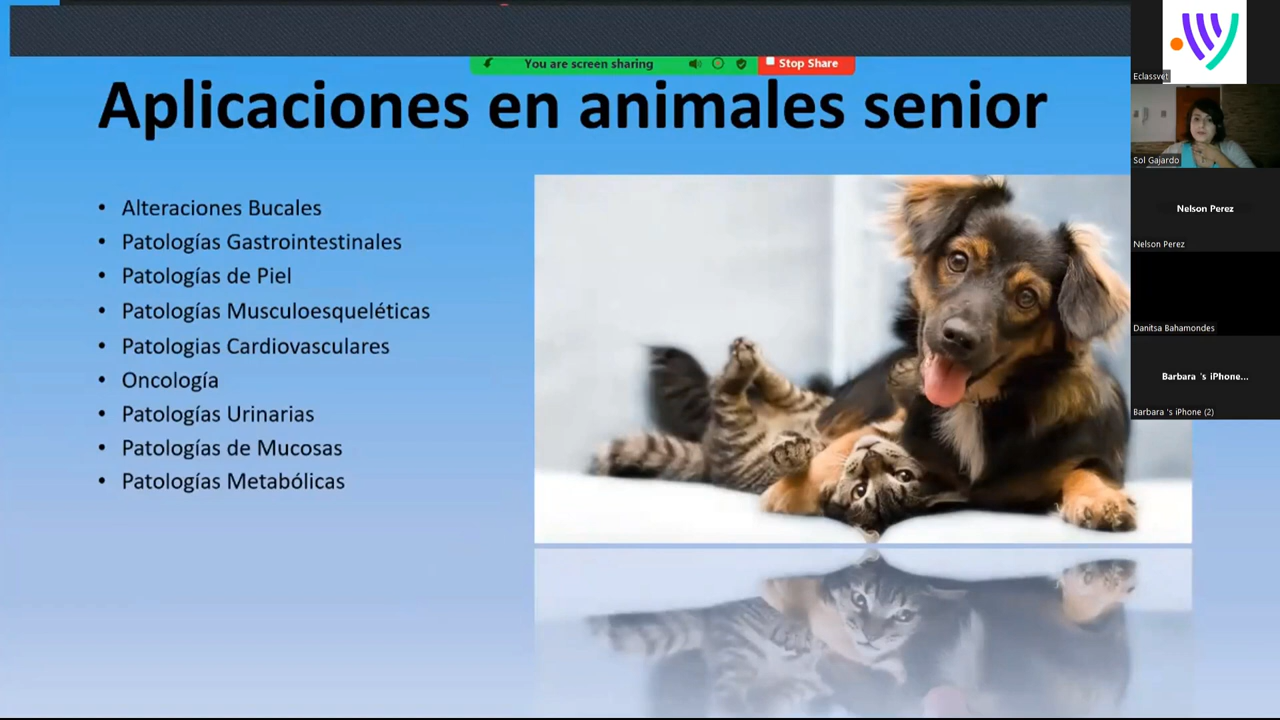 You are screen sharing
Stop Share
Aplicaciones en animales senior
• Alteraciones Bucales
• Patologías Gastrointestinales
• Patologías de Piel
• Patologías Musculoesqueléticas
• Patologias Cardiovasculares
• Oncología
• Patologías Urinarias
• Patologías de Mucosas
• Patologías Metabólicas
Eclassvet
Sol Gajardo
Nelson Perez
Nelson Perez
Danitsa Bahamondes
Barbara 's iPhone...
Barbara 's iPhone (2)